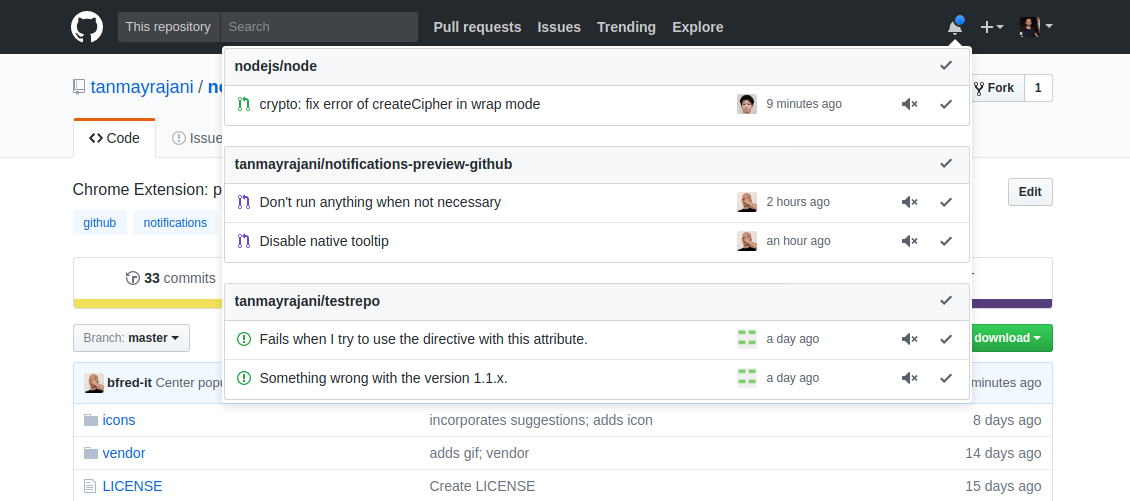 This repository Search Pull requests Issues Trending Explore
nodejs/node
tanmayrajani / Fork 1
crypto: fix error of createCipher in wrap mode 9 minutes ago
Code Issue
tanmayrajani/notifications-preview-github
Chrome Extension: Edit
Don't run anything when not necessary 2 hours ago
github notifications
Disable native tooltip an hour ago
33 commits
tanmayrajani/testrepo
Branch: master Fails when I try to use the directive with this attribute. a day ago download
bfred-it Center Something wrong with the version 1.1.x. a day ago minutes ago
icons incorporates suggestions; adds icon 8 days ago
vendor adds gif; vendor 14 days ago
LICENSE Create LICENSE 15 days ago